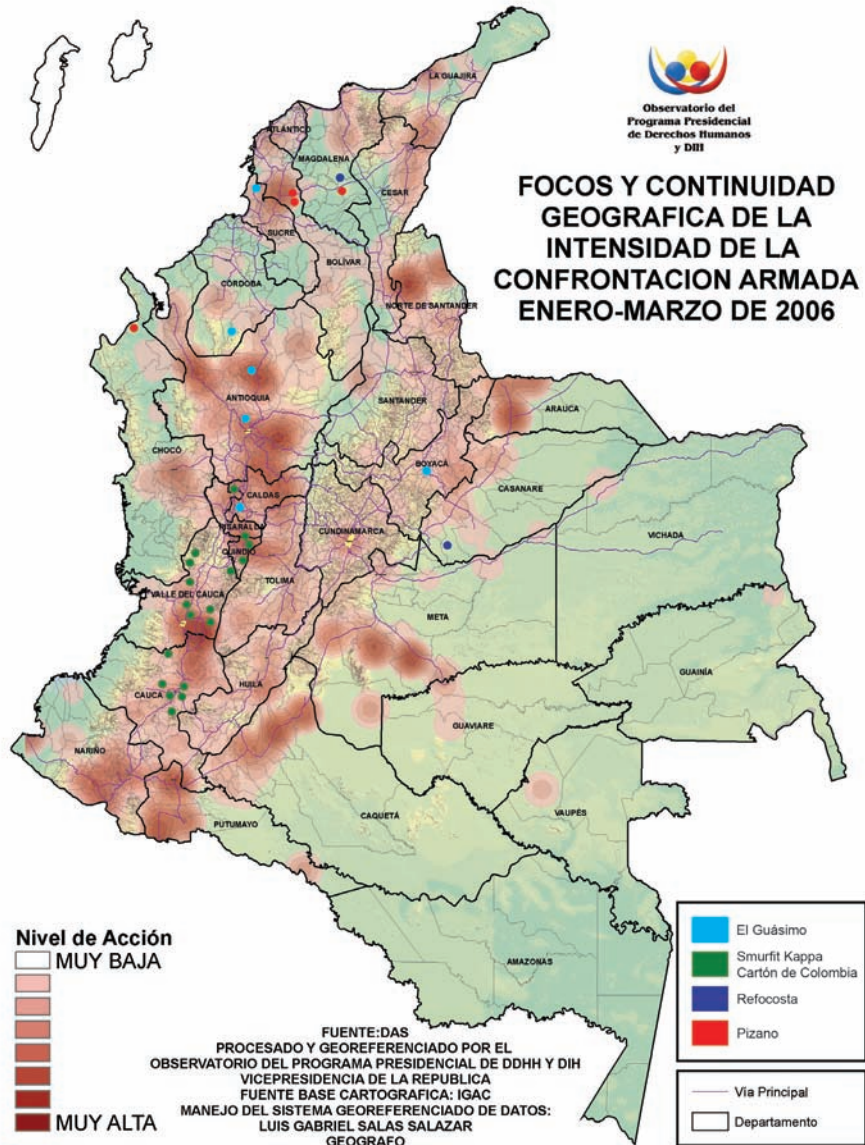 Observatorio del
Programa Presidencial
de Derechos Humanos
y DIH
FOCOS Y CONTINUIDAD
GEOGRAFICA DE LA
INTENSIDAD DE LA
CONFRONTACION ARMADA
ENERO-MARZO DE 2006
LA GUAJIRA
ATLÁNTICO
MAGDALENA
CESAR
SUCRE
BOLÍVAR
CÓRDOBA
NORTE DE SANTANDER
ANTIOQUIA
SANTANDER
ARAUCA
CHOCÓ
BOYACÁ
CASANARE
CALDAS
RISARALDA
CUNDINAMARCA
VICHADA
QUINDIO
TOLIMA
VALLE DEL CAUCA
META
GUAINÍA
CAUCA
HUILA
GUAVIARE
NARIÑO
VAUPÉS
CAQUETÁ
PUTUMAYO
AMAZONAS
Nivel de Acción
MUY BAJA
MUY ALTA
FUENTE:DAS
PROCESADO Y GEOREFERENCIADO POR EL
OBSERVATORIO DEL PROGRAMA PRESIDENCIAL DE DDHH Y DIH
VICEPRESIDENCIA DE LA REPUBLICA
FUENTE BASE CARTOGRAFICA: IGAC
MANEJO DEL SISTEMA GEOREFERENCIADO DE DATOS:
LUIS GABRIEL SALAS SALAZAR
GEOGRAFO
El Guásimo
Smurfit Kappa
Cartón de Colombia
Refocosta
Pizano
Vía Principal
Departamento